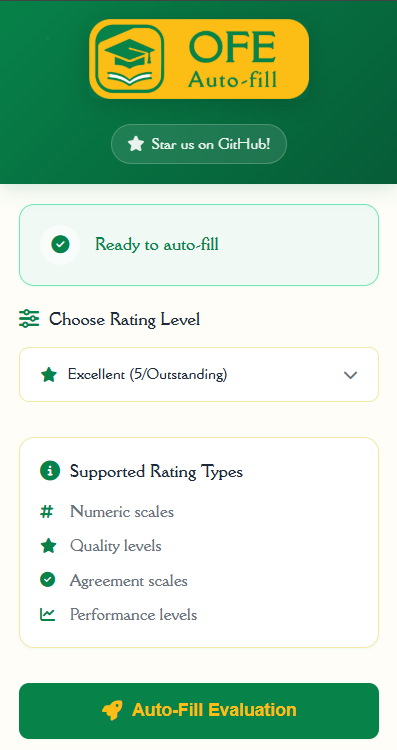 OFE
Auto-fill
Star us on GitHub!
Ready to auto-fill
Choose Rating Level
Excellent (5/Outstanding)
Supported Rating Types
# Numeric scales
Quality levels
Agreement scales
Performance levels
Auto-Fill Evaluation